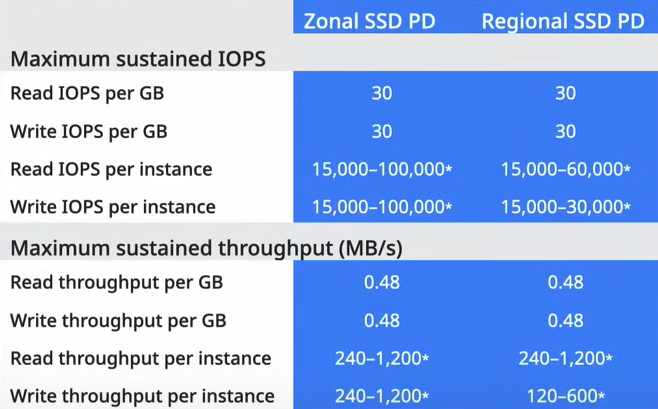 Zonal SSD PD Regional SSD PD
Maximum sustained IOPS
Read IOPS per GB 30 30
Write IOPS per GB 30 30
Read IOPS per instance 15,000–100,000* 15,000–60,000*
Write IOPS per instance 15,000–100,000* 15,000–30,000*
Maximum sustained throughput (MB/s)
Read throughput per GB 0.48 0.48
Write throughput per GB 0.48 0.48
Read throughput per instance 240–1,200* 240–1,200*
Write throughput per instance 240–1,200* 120–600*